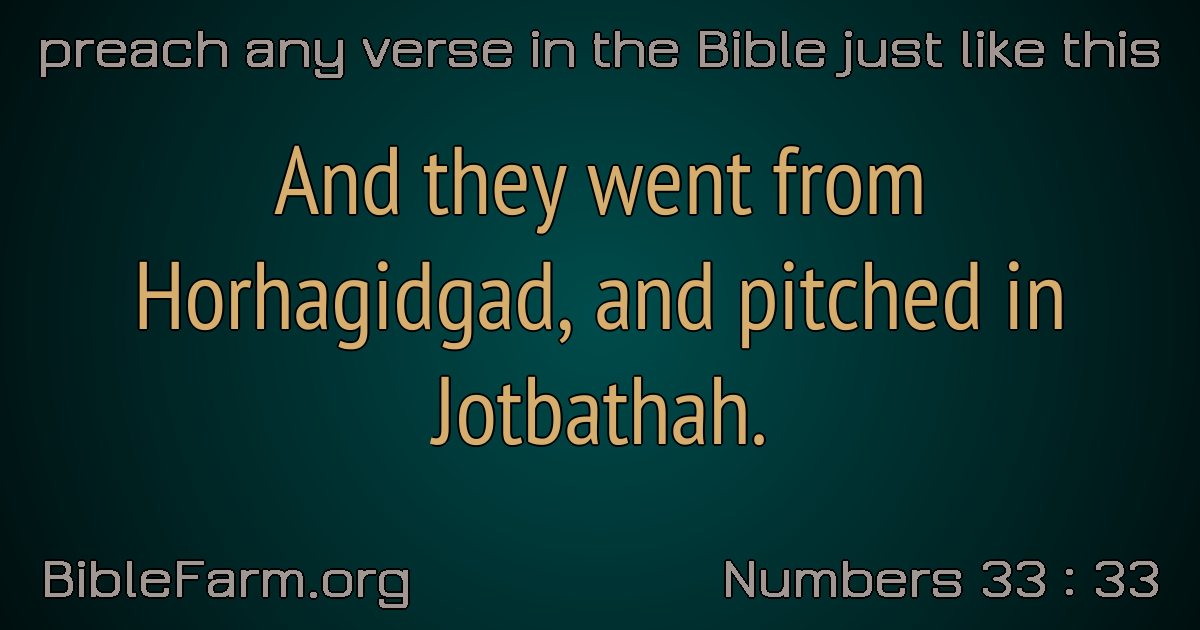 preach any verse in the Bible just like this
And they went from
Horhagidgad, and pitched in
Jotbathah.
BibleFarm.org
Numbers 33 : 33